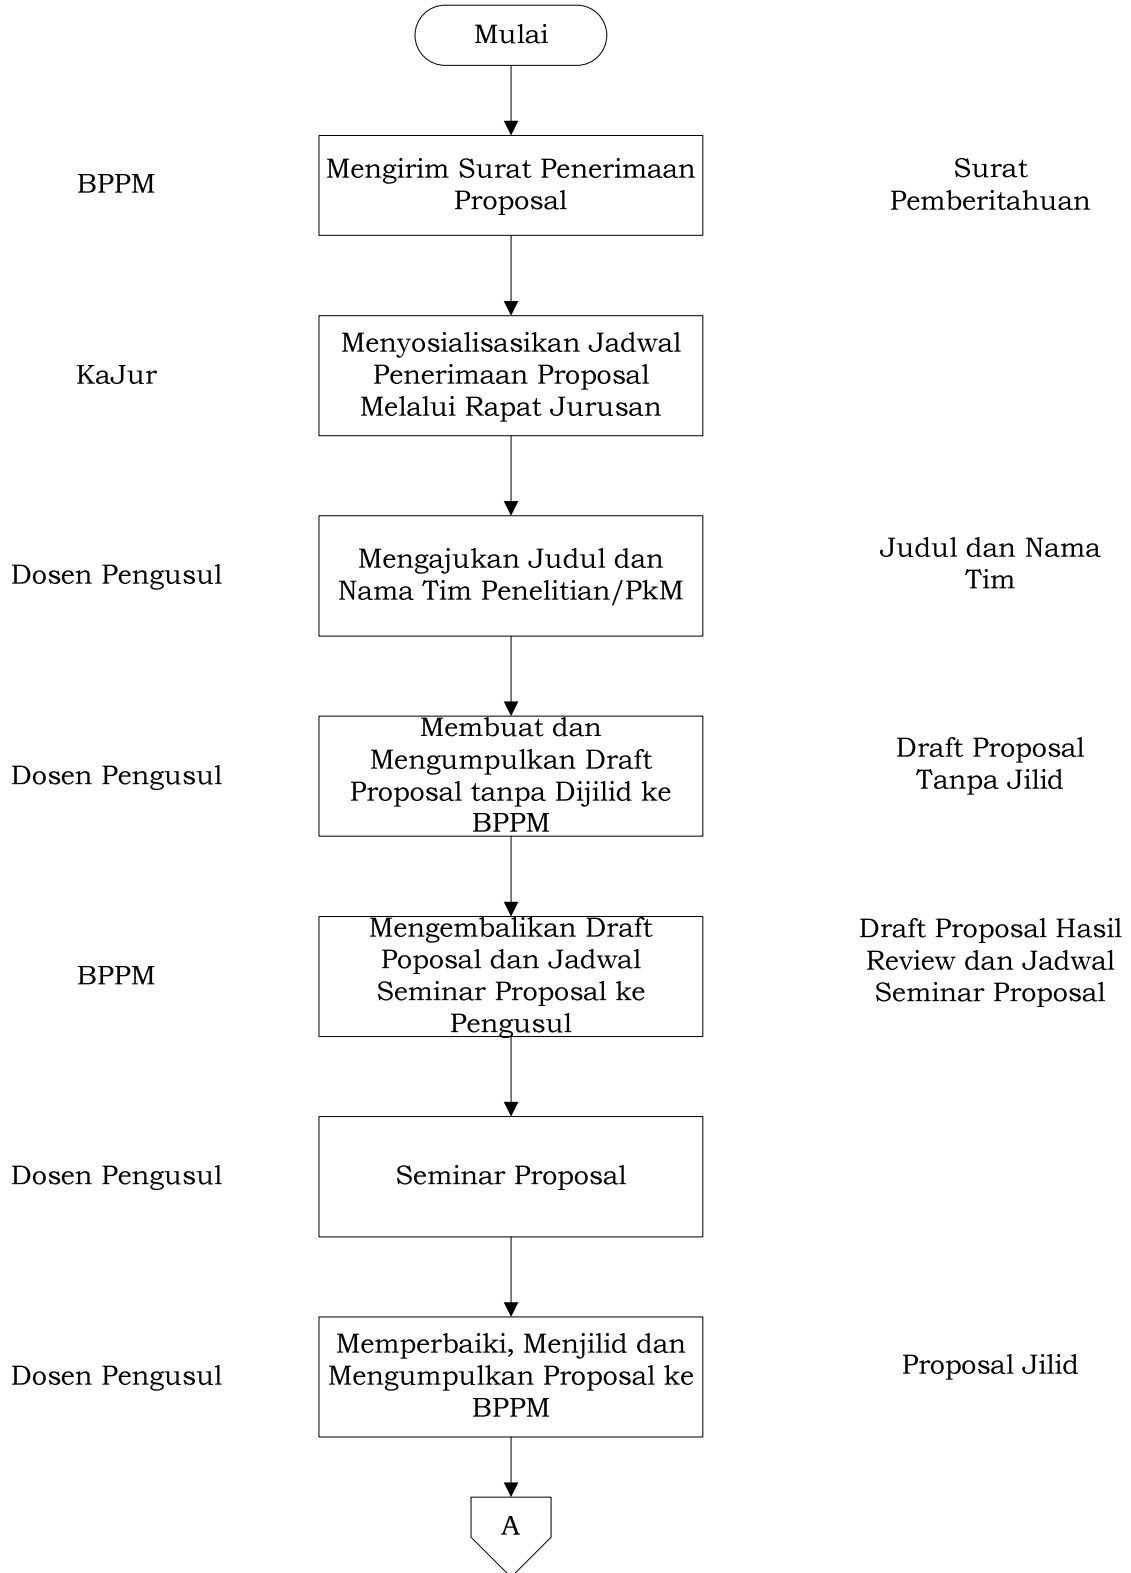 Mulai
BPPM
Mengirim Surat Penerimaan
Proposal
Surat
Pemberitahuan
KaJur
Menyosialisasikan Jadwal
Penerimaan Proposal
Melalui Rapat Jurusan
Dosen Pengusul
Mengajukan Judul dan
Nama Tim Penelitian/PkM
Judul dan Nama
Tim
Dosen Pengusul
Membuat dan
Mengumpulkan Draft
Proposal tanpa Dijilid ke
BPPM
Draft Proposal
Tanpa Jilid
BPPM
Mengembalikan Draft
Poposal dan Jadwal
Seminar Proposal ke
Pengusul
Draft Proposal Hasil
Review dan Jadwal
Seminar Proposal
Dosen Pengusul
Seminar Proposal
Dosen Pengusul
Memperbaiki, Menjilid dan
Mengumpulkan Proposal ke
BPPM
Proposal Jilid
A